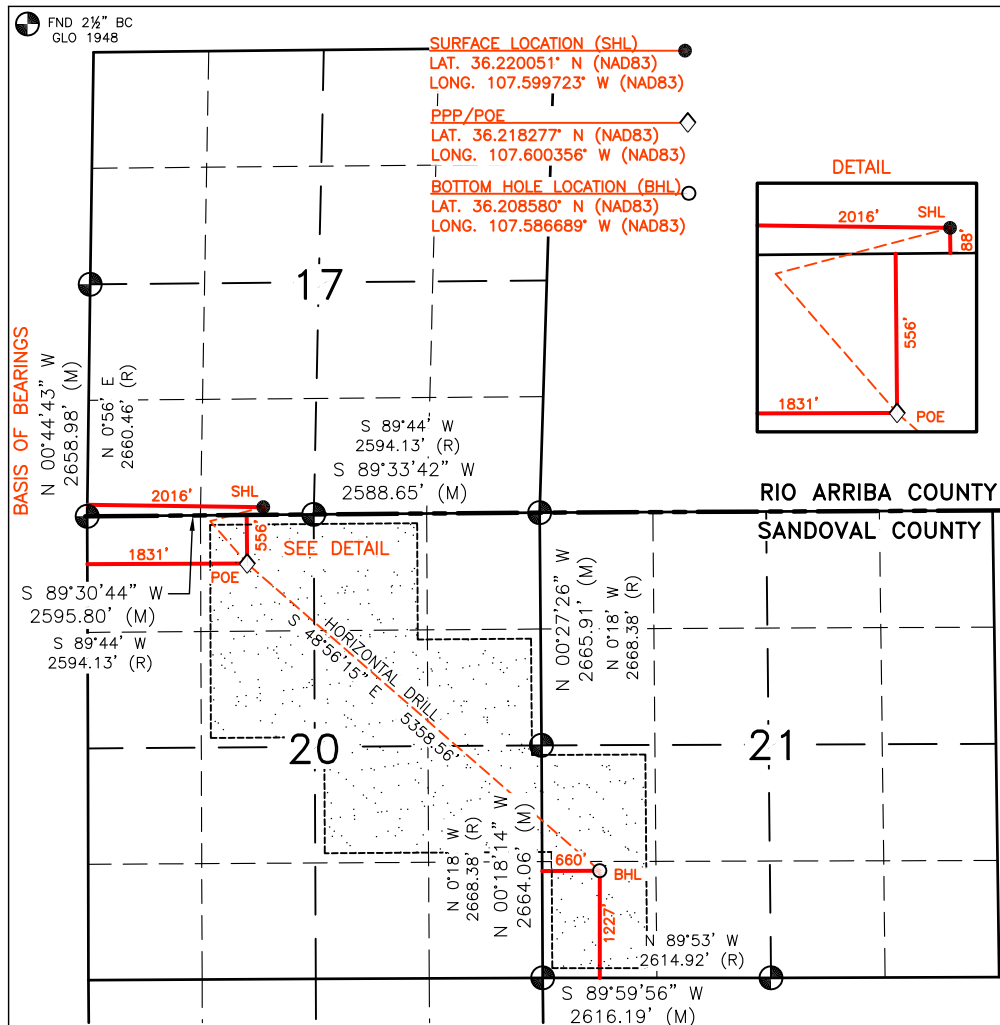 FND 2½" BC
GLO 1948
SURFACE LOCATION (SHL)
LAT. 36.220051° N (NAD83)
LONG. 107.599723° W (NAD83)
PPP/POE
LAT. 36.218277° N (NAD83)
LONG. 107.600356° W (NAD83)
BOTTOM HOLE LOCATION (BHL)
LAT. 36.208580° N (NAD83)
LONG. 107.586689° W (NAD83)
DETAIL
2016'
SHL
88'
556'
1831'
POE
17
BASIS OF BEARINGS
N 00°44'43" W
2658.98' (M)
N 0°56' E
2660.46' (R)
S 89°44' W
2594.13' (R)
S 89°33'42" W
2588.65' (M)
RIO ARRIBA COUNTY
SANDOVAL COUNTY
2016'
SHL
556'
SEE DETAIL
1831'
POE
S 89°30'44" W
2595.80' (M)
S 89°44' W
2594.13' (R)
HORIZONTAL DRILL
S 48°56'15" E 5358.56'
N 00°27'26" W
2665.91' (M)
N 0°18' W
2668.38' (R)
20
21
N 0°18 W
2668.38' (R)
N 00°18'14" W
2664.06' (M)
660'
BHL
1227'
N 89°53' W
2614.92' (R)
S 89°59'56" W
2616.19' (M)